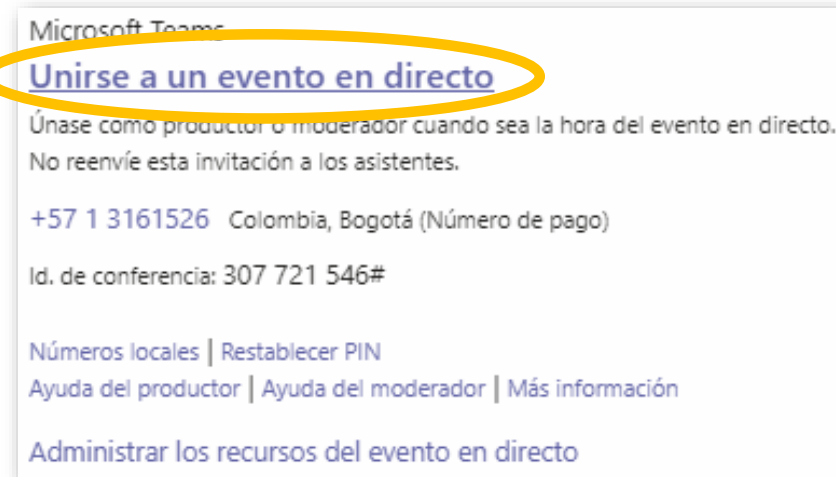 Microsoft Teams
Unirse a un evento en directo
Únase como productor o moderador cuando sea la hora del evento en directo.
No reenvíe esta invitación a los asistentes.
+57 1 3161526 Colombia, Bogotá (Número de pago)
Id. de conferencia: 307 721 546#
Números locales | Restablecer PIN
Ayuda del productor | Ayuda del moderador | Más información
Administrar los recursos del evento en directo